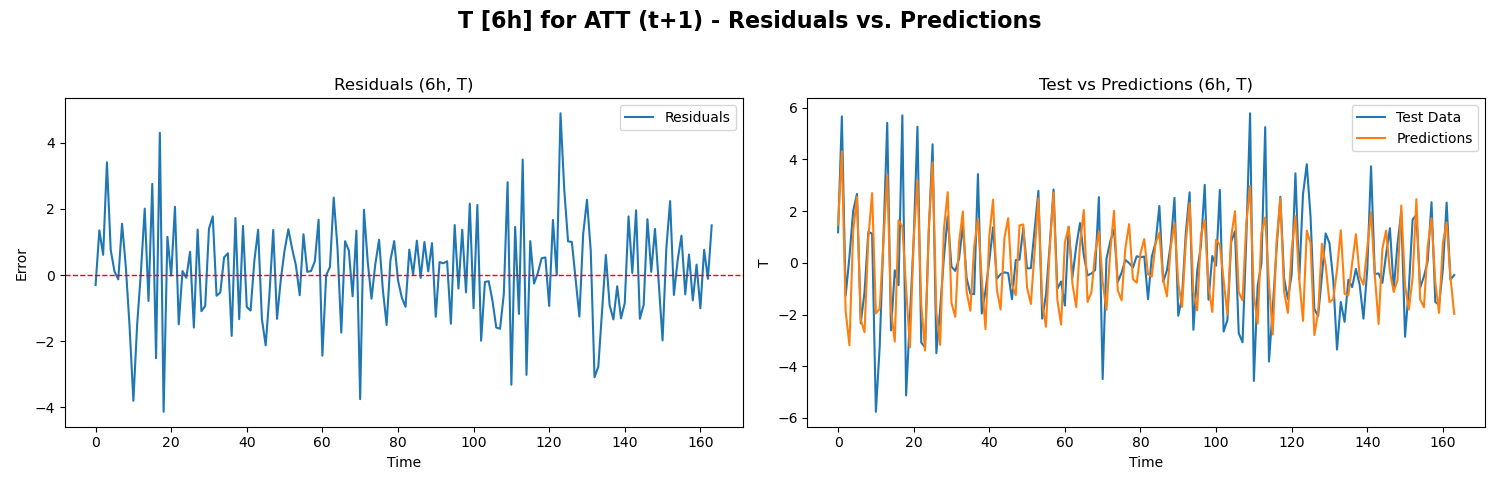 T [6h] for ATT (t+1) - Residuals vs. Predictions
Residuals (6h, T)
Residuals
Error
4
2
0
−2
−4
0 20 40 60 80 100 120 140 160
Time
Test vs Predictions (6h, T)
Test Data
Predictions
T
6
4
2
0
−2
−4
−6
0 20 40 60 80 100 120 140 160
Time